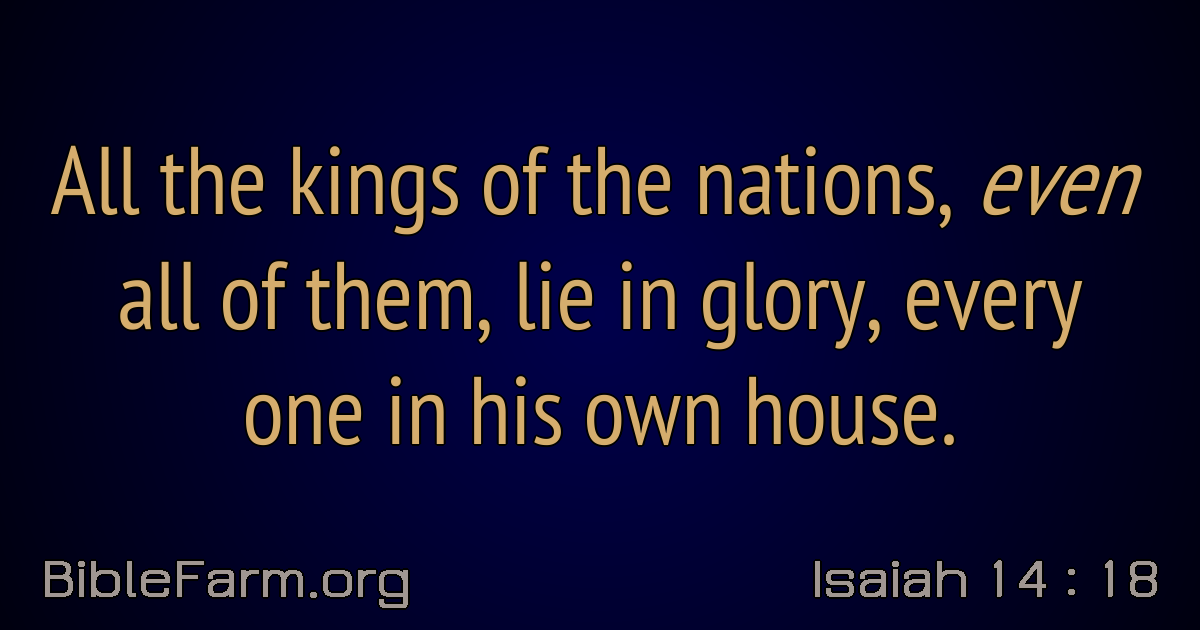 All the kings of the nations, even
all of them, lie in glory, every
one in his own house.
BibleFarm.org
Isaiah 14 : 18